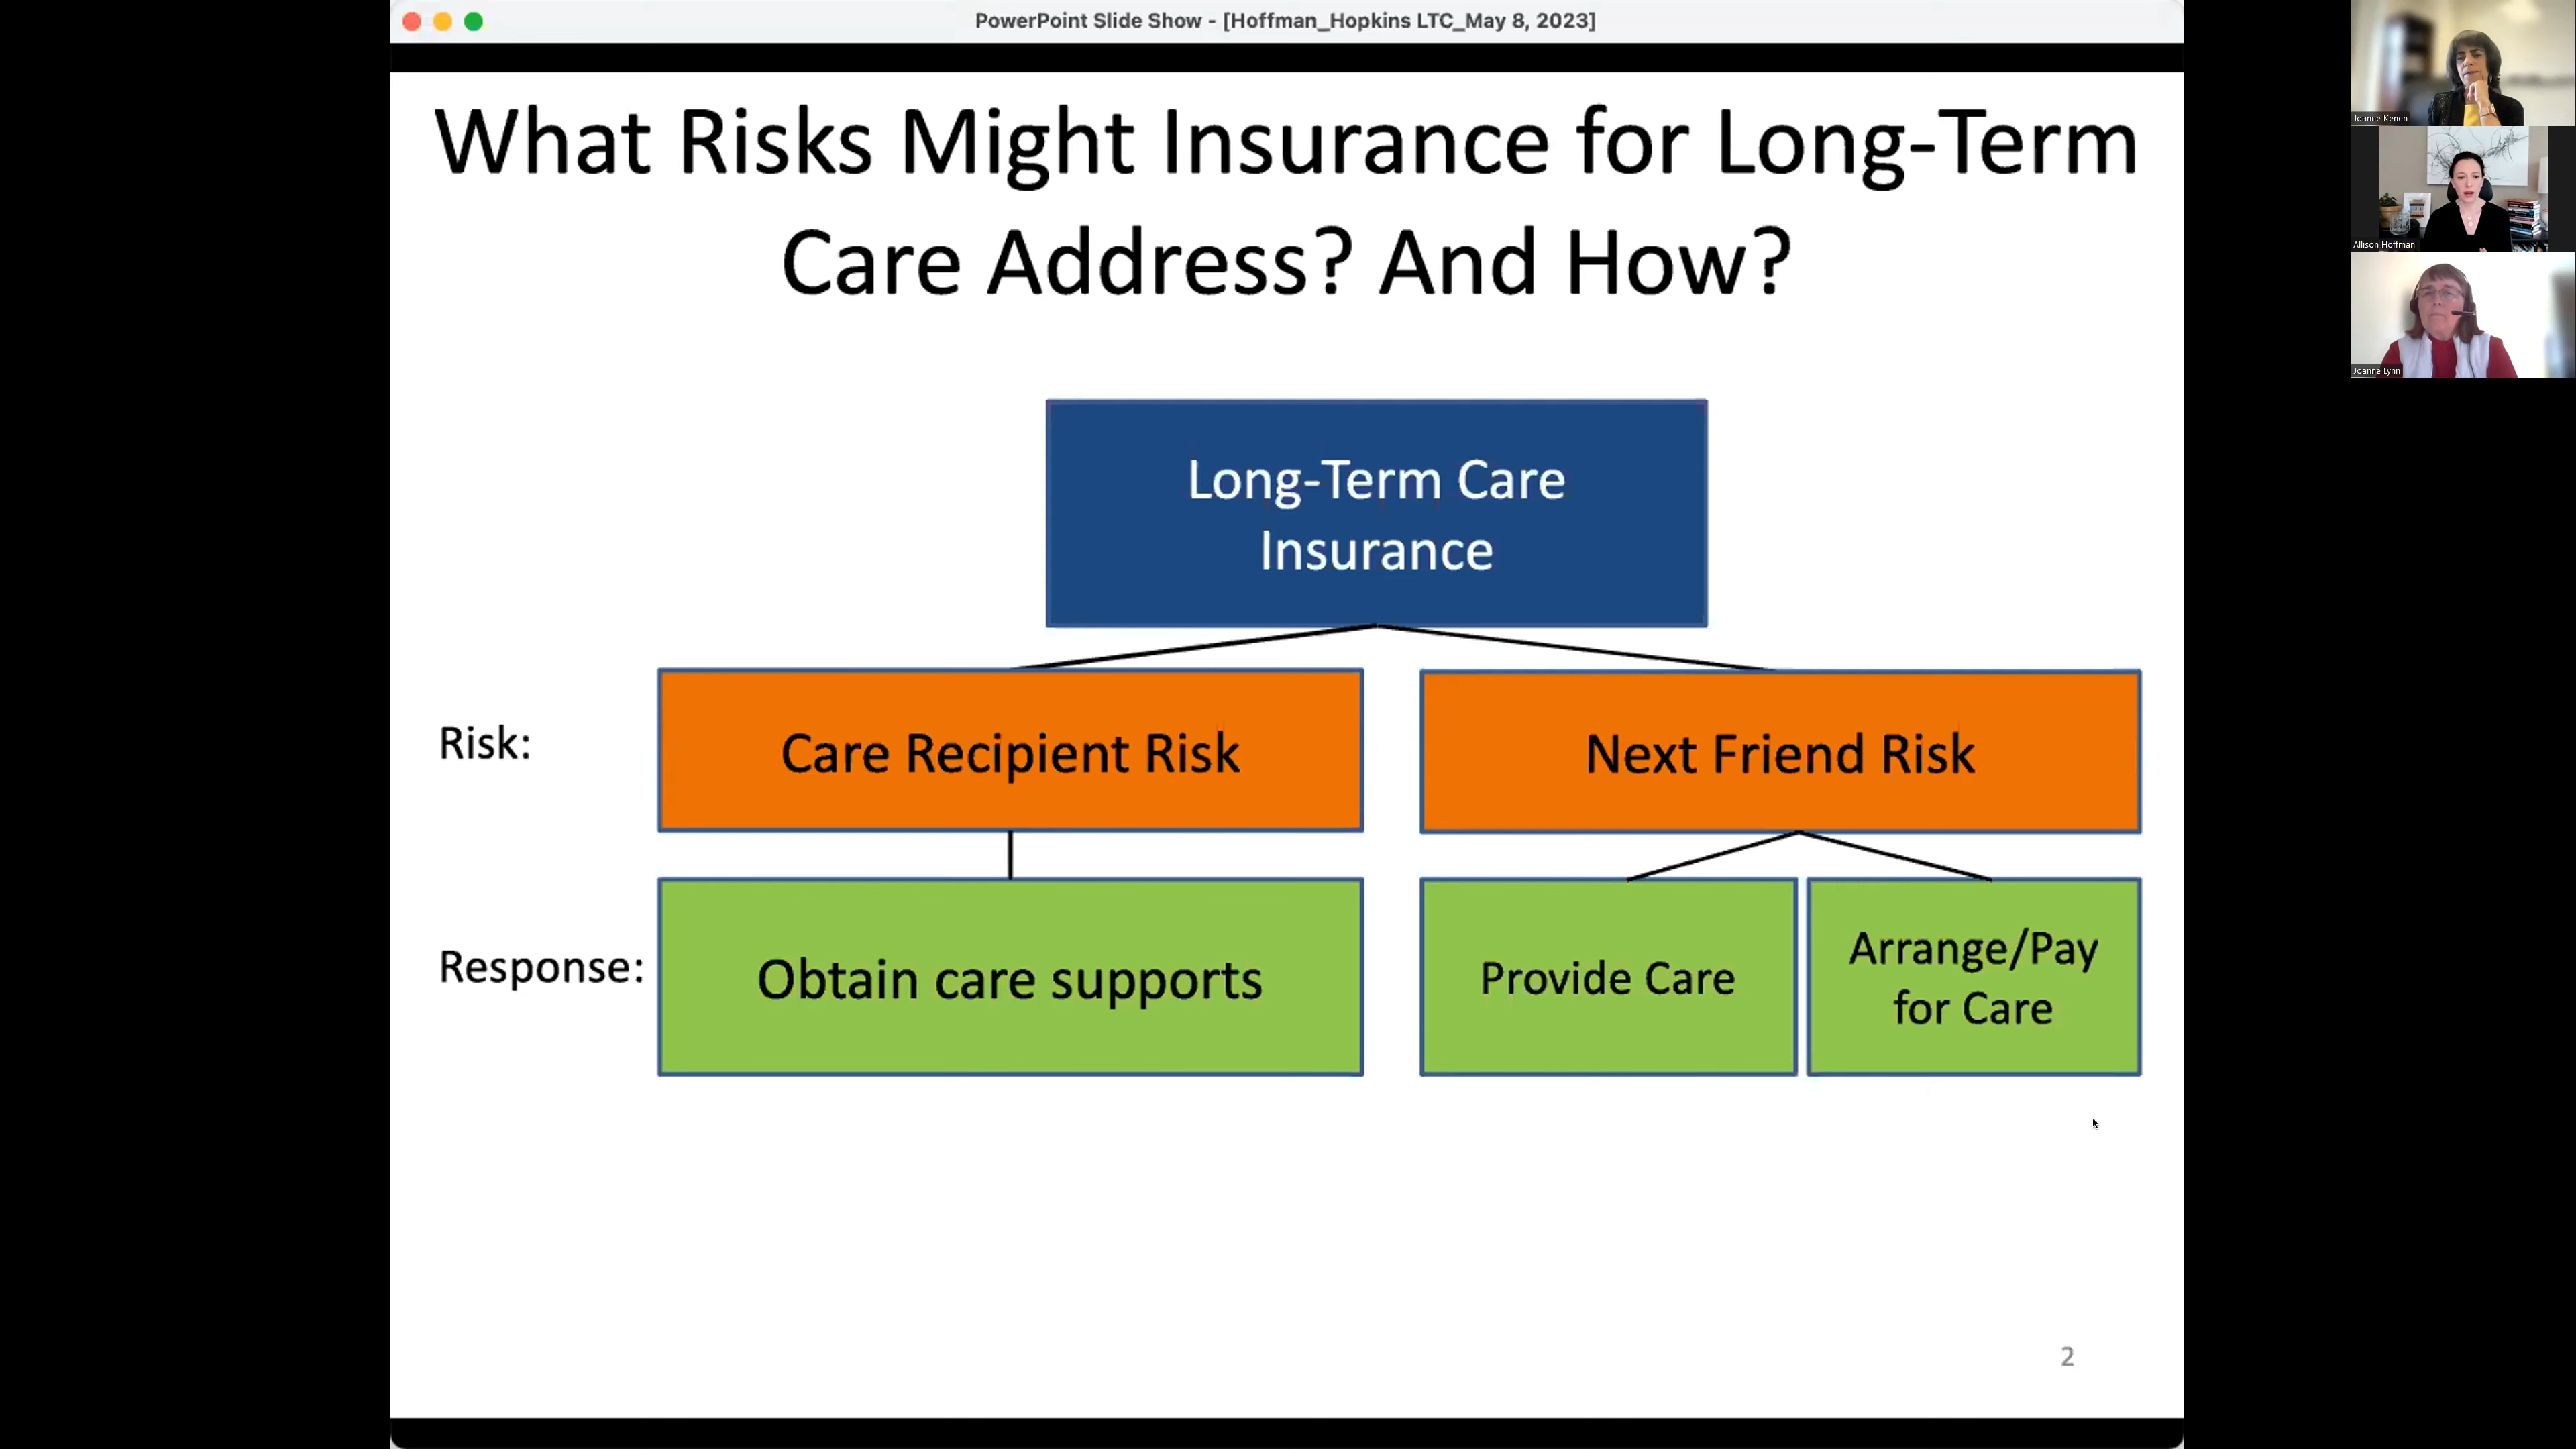 PowerPoint Slide Show - [Hoffman_Hopkins LTC_May 8, 2023]
What Risks Might Insurance for Long-Term
Care Address? And How?
Long-Term Care
Insurance
Risk:
Care Recipient Risk
Next Friend Risk
Response:
Obtain care supports
Provide Care
Arrange/Pay
for Care
2
Joanne Kenen
Allison Hoffman
Joanne Lynn